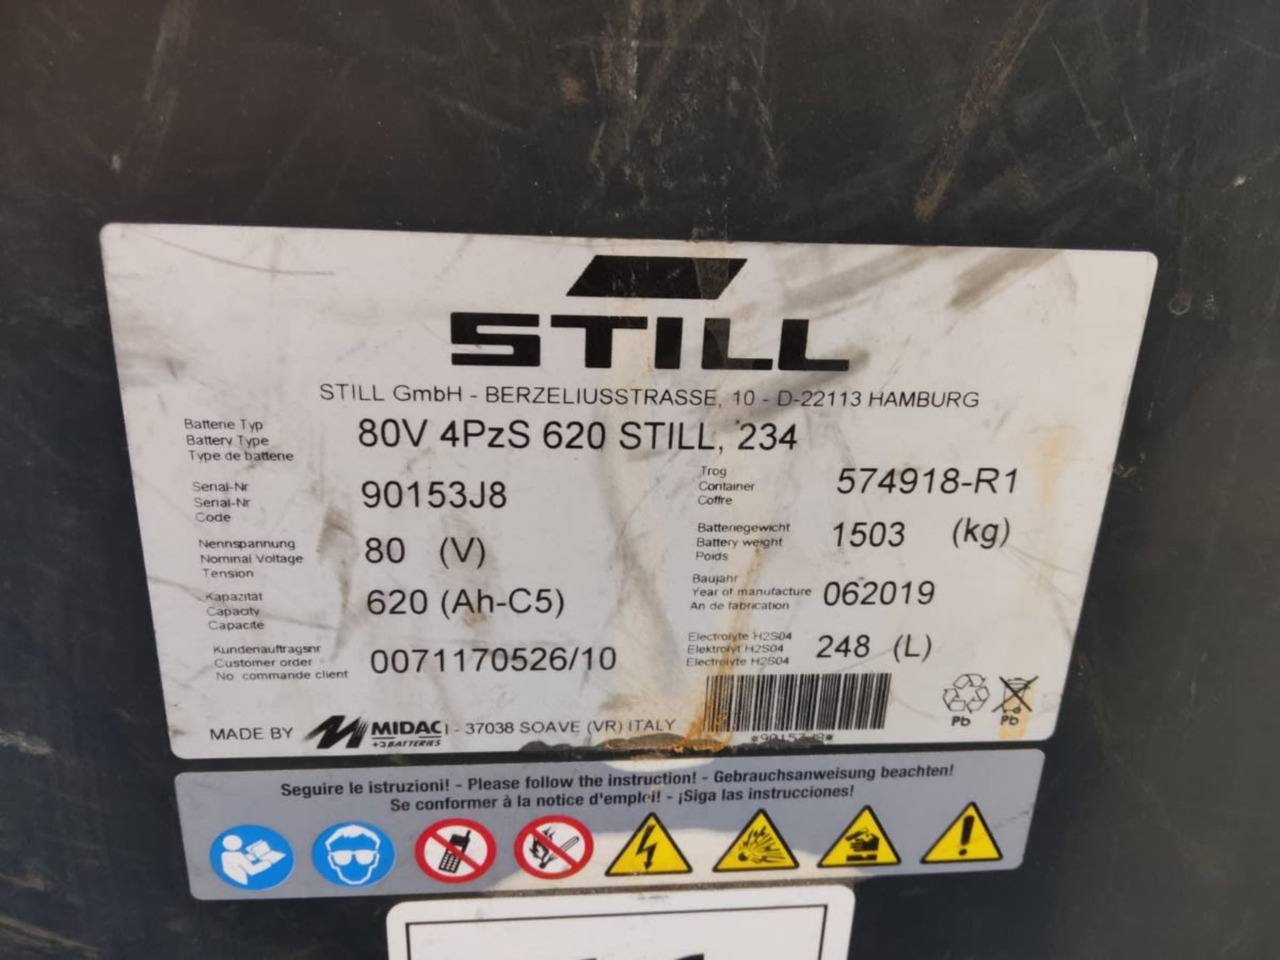 STILL
STILL GmbH - BERZELIUSSTRASSE, 10 - D-22113 HAMBURG
Batterie Typ
Battery Type
Type de batterie
80V 4PzS 620 STILL, 234
Serial-Nr
Serial-Nr
Code
90153J8
Trog
Container
Coffre
574918-R1
Nennspannung
Nominal Voltage
Tension
80 (V)
Batteriegewicht
Battery weight
Poids
1503 (kg)
Kapazität
Capacity
Capacité
620 (Ah-C5)
Baujahr
Year of manufacture
An de fabrication
062019
Kundenauftragsnr
Customer order
No commande client
0071170526/10
Electrolyte H2S04
Elektrolyt H2S04
Electrolyte H2S04
248 (L)
MADE BY MIDAC - 37038 SOAVE (VR) ITALY
BATTERIES
*90153J8*
Pb
Pb
Seguire le istruzioni! - Please follow the instruction! - Gebrauchsanweisung beachten!
Se conformer à la notice d'emploi! - ¡Siga las instrucciones!